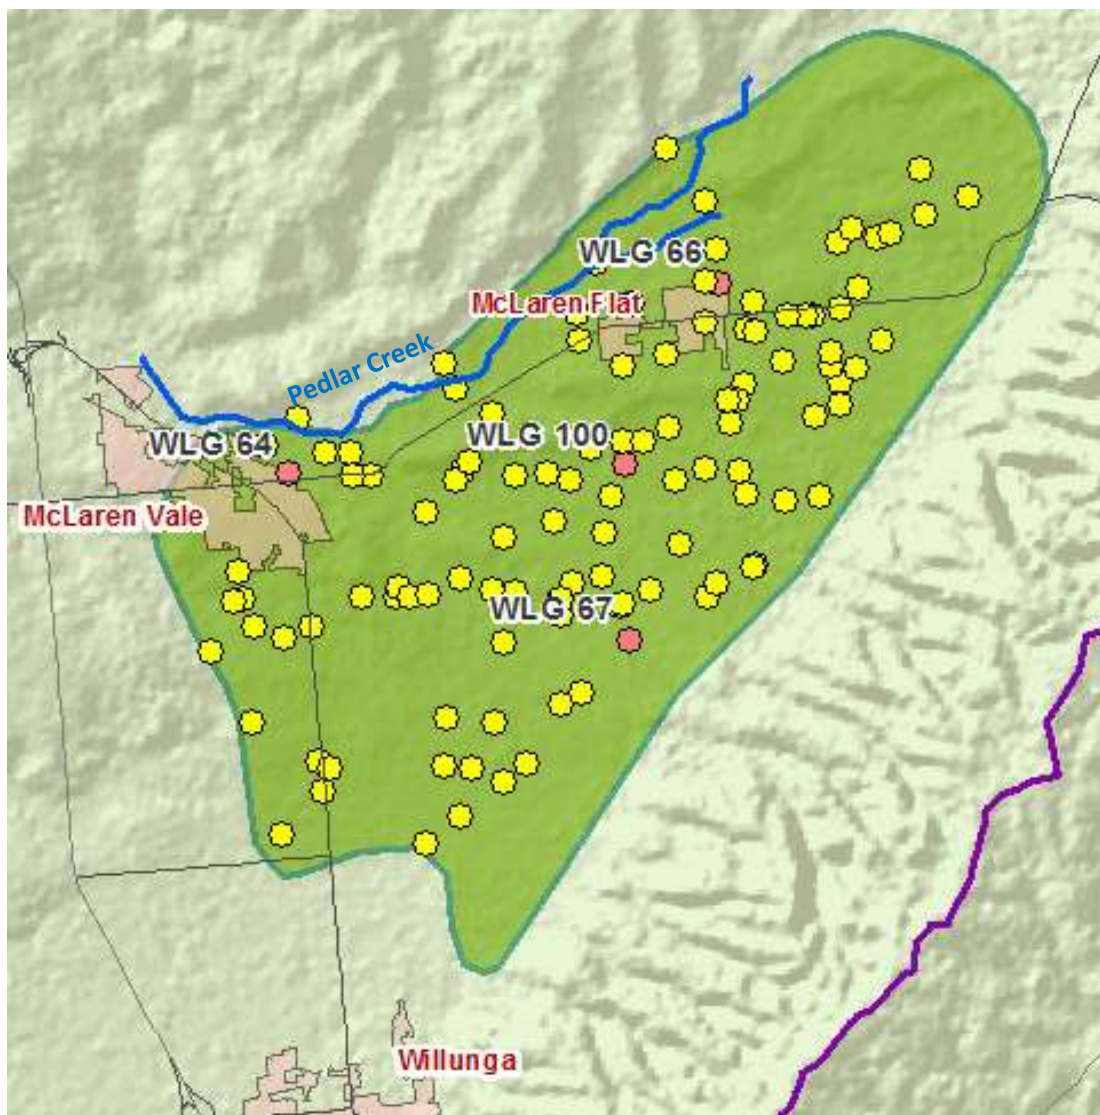 WLG 66
McLaren Flat
Pedlar Creek
WLG 100
WLG 64
McLaren Vale
WLG 67
Willunga